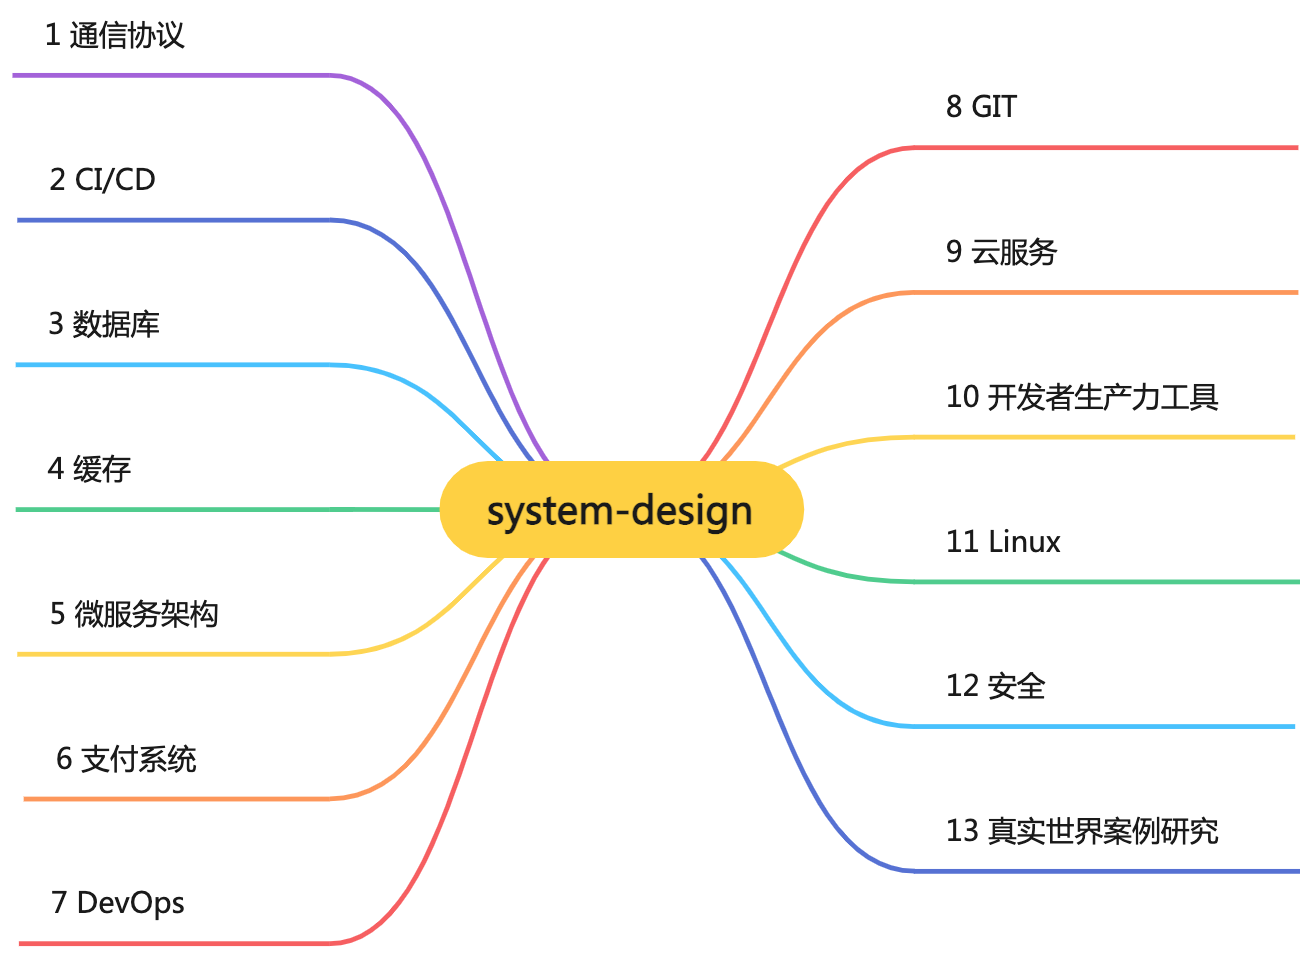 1 通信协议
2 CI/CD
3 数据库
4 缓存
5 微服务架构
6 支付系统
7 DevOps
system-design
8 GIT
9 云服务
10 开发者生产力工具
11 Linux
12 安全
13 真实世界案例研究